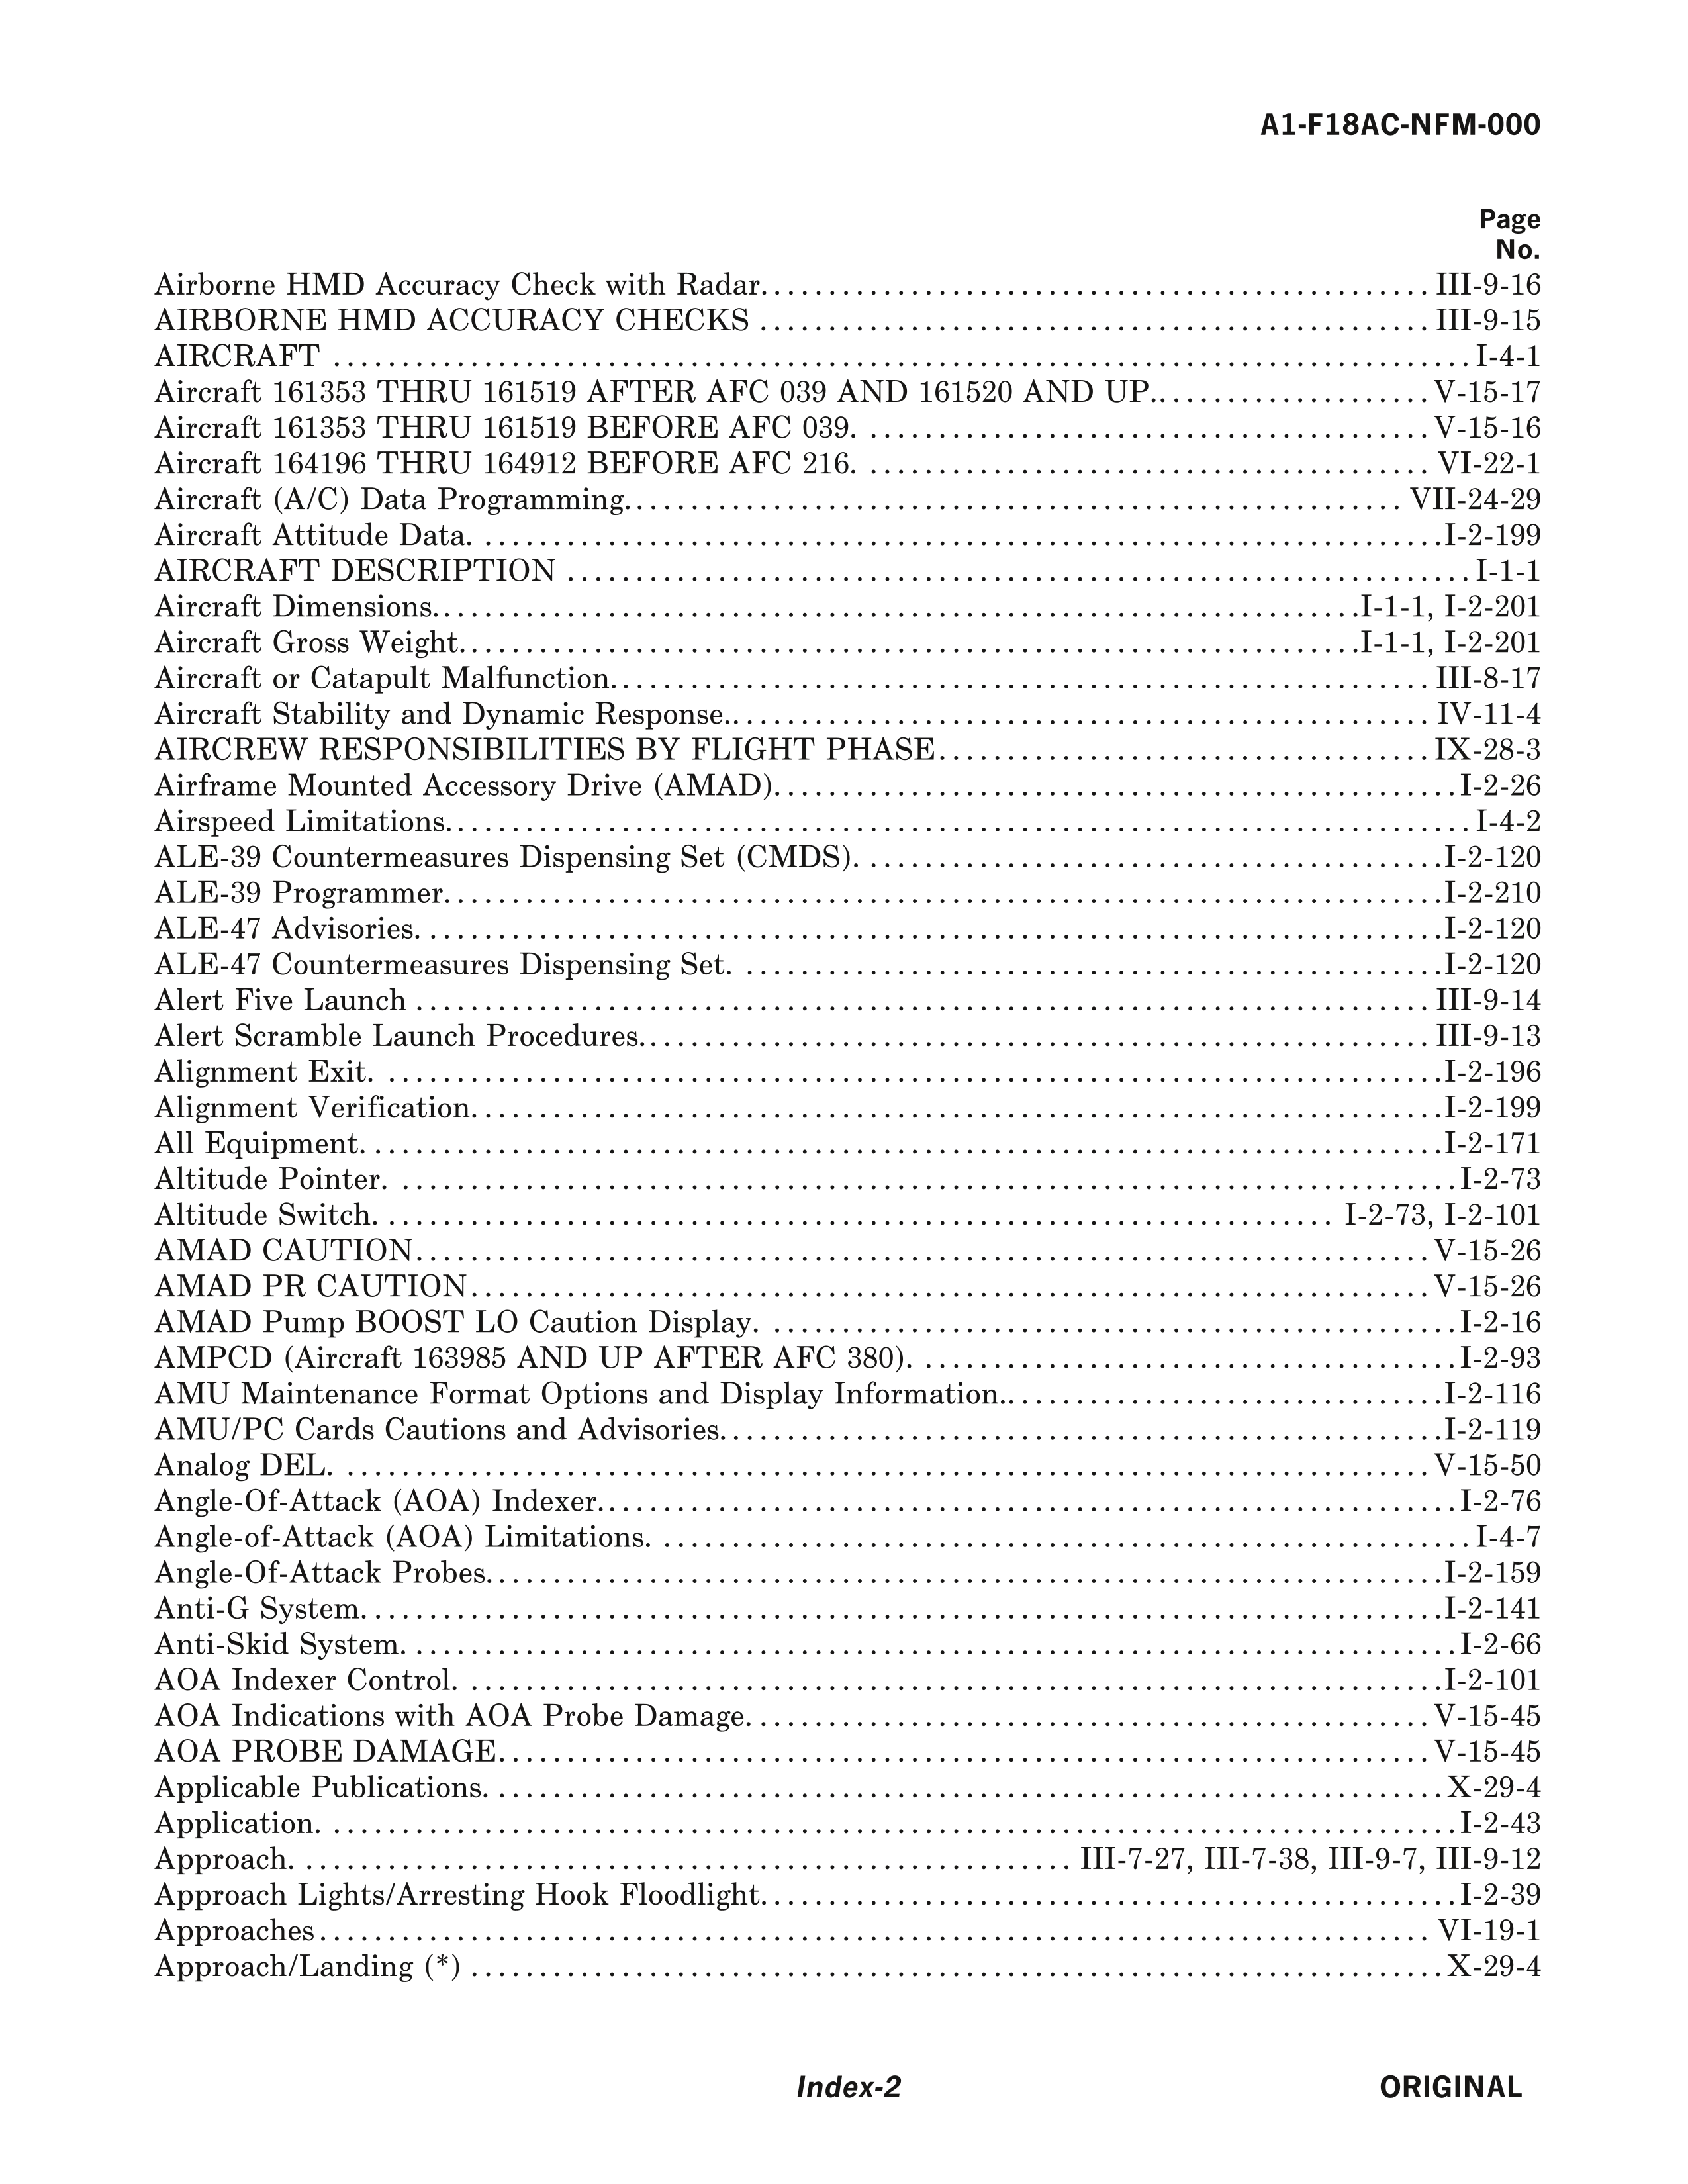 A1-F18AC-NFM-000
Page
No.
Airborne HMD Accuracy Check with Radar. . . . . . . . . . . . . . . . . . . . III-9-16
AIRBORNE HMD ACCURACY CHECKS . . . . . . . . . . . . . . . . . . . . III-9-15
AIRCRAFT . . . . . . . . . . . . . . . . . . . . I-4-1
Aircraft 161353 THRU 161519 AFTER AFC 039 AND 161520 AND UP. . . . . . . . . . . . . . . . . . . . V-15-17
Aircraft 161353 THRU 161519 BEFORE AFC 039. . . . . . . . . . . . . . . . . . . . V-15-16
Aircraft 164196 THRU 164912 BEFORE AFC 216. . . . . . . . . . . . . . . . . . . . VI-22-1
Aircraft (A/C) Data Programming. . . . . . . . . . . . . . . . . . . . VII-24-29
Aircraft Attitude Data. . . . . . . . . . . . . . . . . . . . I-2-199
AIRCRAFT DESCRIPTION . . . . . . . . . . . . . . . . . . . . I-1-1
Aircraft Dimensions. . . . . . . . . . . . . . . . . . . . I-1-1, I-2-201
Aircraft Gross Weight. . . . . . . . . . . . . . . . . . . . I-1-1, I-2-201
Aircraft or Catapult Malfunction. . . . . . . . . . . . . . . . . . . . III-8-17
Aircraft Stability and Dynamic Response. . . . . . . . . . . . . . . . . . . . IV-11-4
AIRCREW RESPONSIBILITIES BY FLIGHT PHASE . . . . . . . . . . . . . . . . . . . . IX-28-3
Airframe Mounted Accessory Drive (AMAD). . . . . . . . . . . . . . . . . . . . I-2-26
Airspeed Limitations. . . . . . . . . . . . . . . . . . . . I-4-2
ALE-39 Countermeasures Dispensing Set (CMDS). . . . . . . . . . . . . . . . . . . . I-2-120
ALE-39 Programmer. . . . . . . . . . . . . . . . . . . . I-2-210
ALE-47 Advisories. . . . . . . . . . . . . . . . . . . . I-2-120
ALE-47 Countermeasures Dispensing Set. . . . . . . . . . . . . . . . . . . . I-2-120
Alert Five Launch . . . . . . . . . . . . . . . . . . . . III-9-14
Alert Scramble Launch Procedures. . . . . . . . . . . . . . . . . . . . III-9-13
Alignment Exit. . . . . . . . . . . . . . . . . . . . I-2-196
Alignment Verification. . . . . . . . . . . . . . . . . . . . I-2-199
All Equipment. . . . . . . . . . . . . . . . . . . . I-2-171
Altitude Pointer. . . . . . . . . . . . . . . . . . . . I-2-73
Altitude Switch. . . . . . . . . . . . . . . . . . . . I-2-73, I-2-101
AMAD CAUTION . . . . . . . . . . . . . . . . . . . . V-15-26
AMAD PR CAUTION . . . . . . . . . . . . . . . . . . . . V-15-26
AMAD Pump BOOST LO Caution Display. . . . . . . . . . . . . . . . . . . . I-2-16
AMPCD (Aircraft 163985 AND UP AFTER AFC 380). . . . . . . . . . . . . . . . . . . . I-2-93
AMU Maintenance Format Options and Display Information. . . . . . . . . . . . . . . . . . . . I-2-116
AMU/PC Cards Cautions and Advisories. . . . . . . . . . . . . . . . . . . . I-2-119
Analog DEL. . . . . . . . . . . . . . . . . . . . V-15-50
Angle-Of-Attack (AOA) Indexer. . . . . . . . . . . . . . . . . . . . I-2-76
Angle-of-Attack (AOA) Limitations. . . . . . . . . . . . . . . . . . . . I-4-7
Angle-Of-Attack Probes. . . . . . . . . . . . . . . . . . . . I-2-159
Anti-G System. . . . . . . . . . . . . . . . . . . . I-2-141
Anti-Skid System. . . . . . . . . . . . . . . . . . . . I-2-66
AOA Indexer Control. . . . . . . . . . . . . . . . . . . . I-2-101
AOA Indications with AOA Probe Damage. . . . . . . . . . . . . . . . . . . . V-15-45
AOA PROBE DAMAGE . . . . . . . . . . . . . . . . . . . . V-15-45
Applicable Publications. . . . . . . . . . . . . . . . . . . . X-29-4
Application. . . . . . . . . . . . . . . . . . . . I-2-43
Approach. . . . . . . . . . . . . . . . . . . . III-7-27, III-7-38, III-9-7, III-9-12
Approach Lights/Arresting Hook Floodlight. . . . . . . . . . . . . . . . . . . . I-2-39
Approaches . . . . . . . . . . . . . . . . . . . . VI-19-1
Approach/Landing (*) . . . . . . . . . . . . . . . . . . . . X-29-4
Index-2 ORIGINAL